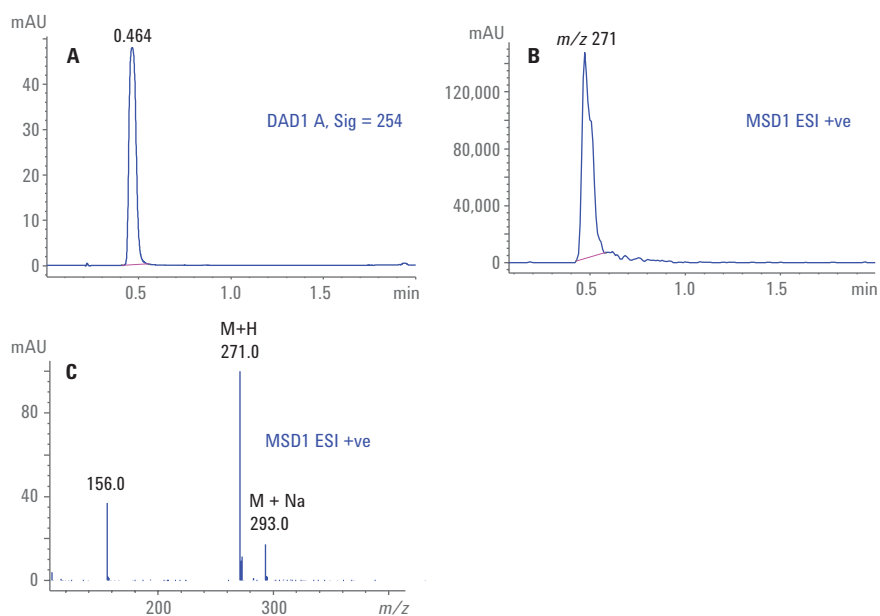 mAU
A
0.464
DAD1 A, Sig = 254
40
30
20
10
0
0.5
1.0
1.5
min
mAU
B
m/z 271
MSD1 ESI +ve
120,000
80,000
40,000
0
0.5
1.0
1.5
min
mAU
C
M+H
271.0
MSD1 ESI +ve
80
156.0
M + Na
293.0
40
0
200
300
m/z